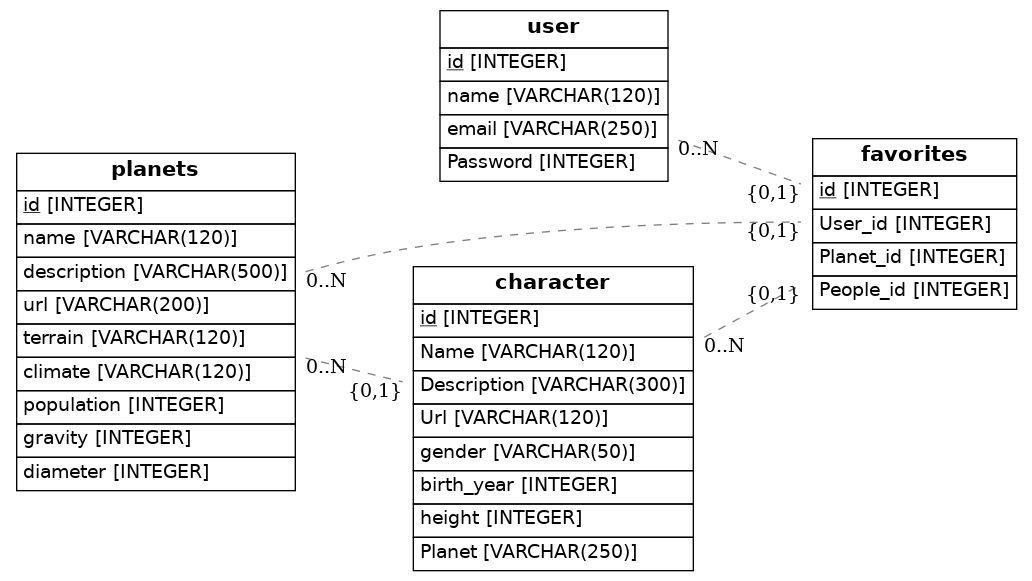 user
id [INTEGER]
name [VARCHAR(120)]
email [VARCHAR(250)]
Password [INTEGER]
0..N
{0,1}
planets
id [INTEGER]
name [VARCHAR(120)]
description [VARCHAR(500)]
url [VARCHAR(200)]
terrain [VARCHAR(120)]
climate [VARCHAR(120)]
population [INTEGER]
gravity [INTEGER]
diameter [INTEGER]
0..N
{0,1}
0..N
{0,1}
favorites
id [INTEGER]
User_id [INTEGER]
Planet_id [INTEGER]
People_id [INTEGER]
character
id [INTEGER]
Name [VARCHAR(120)]
Description [VARCHAR(300)]
Url [VARCHAR(120)]
gender [VARCHAR(50)]
birth_year [INTEGER]
height [INTEGER]
Planet [VARCHAR(250)]
0..N
{0,1}